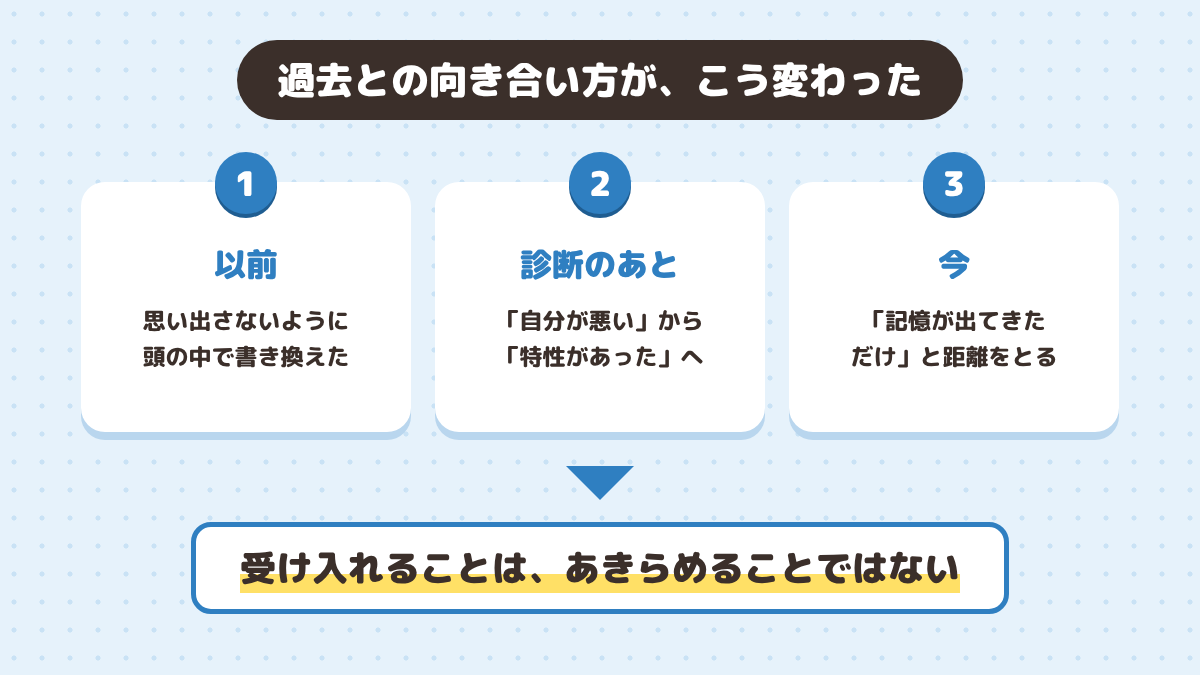 過去との向き合い方が、こう変わった
1
以前
思い出さないように
頭の中で書き換えた
2
診断のあと
「自分が悪い」から
「特性があった」へ
3
今
「記憶が出てきた
だけ」と距離をとる
受け入れることは、あきらめることではない